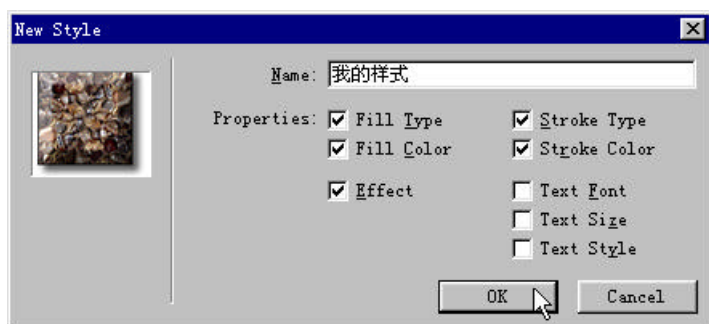 New Style
Name: 我的样式
Properties: Fill Type Stroke Type
Fill Color Stroke Color
Effect Text Font
Text Size
Text Style
OK Cancel